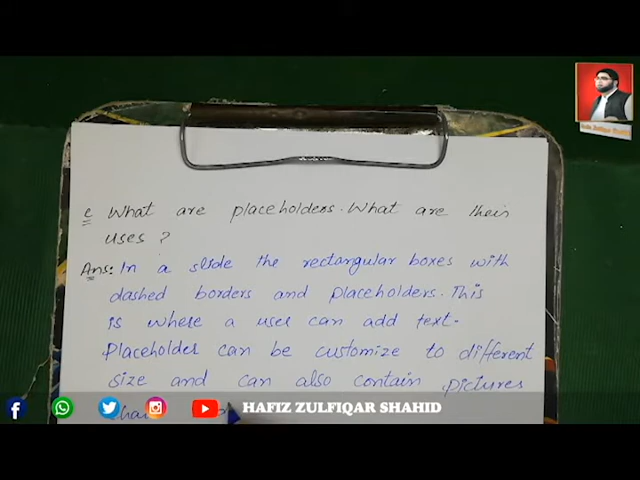 c What are placeholders. What are their
uses ?
Ans: In a slide the rectangular boxes with
dashed borders and placeholders. This
is where a user can add text.
Placeholder can be customize to different
size and can also contain pictures
HAFIZ ZULFIQAR SHAHID